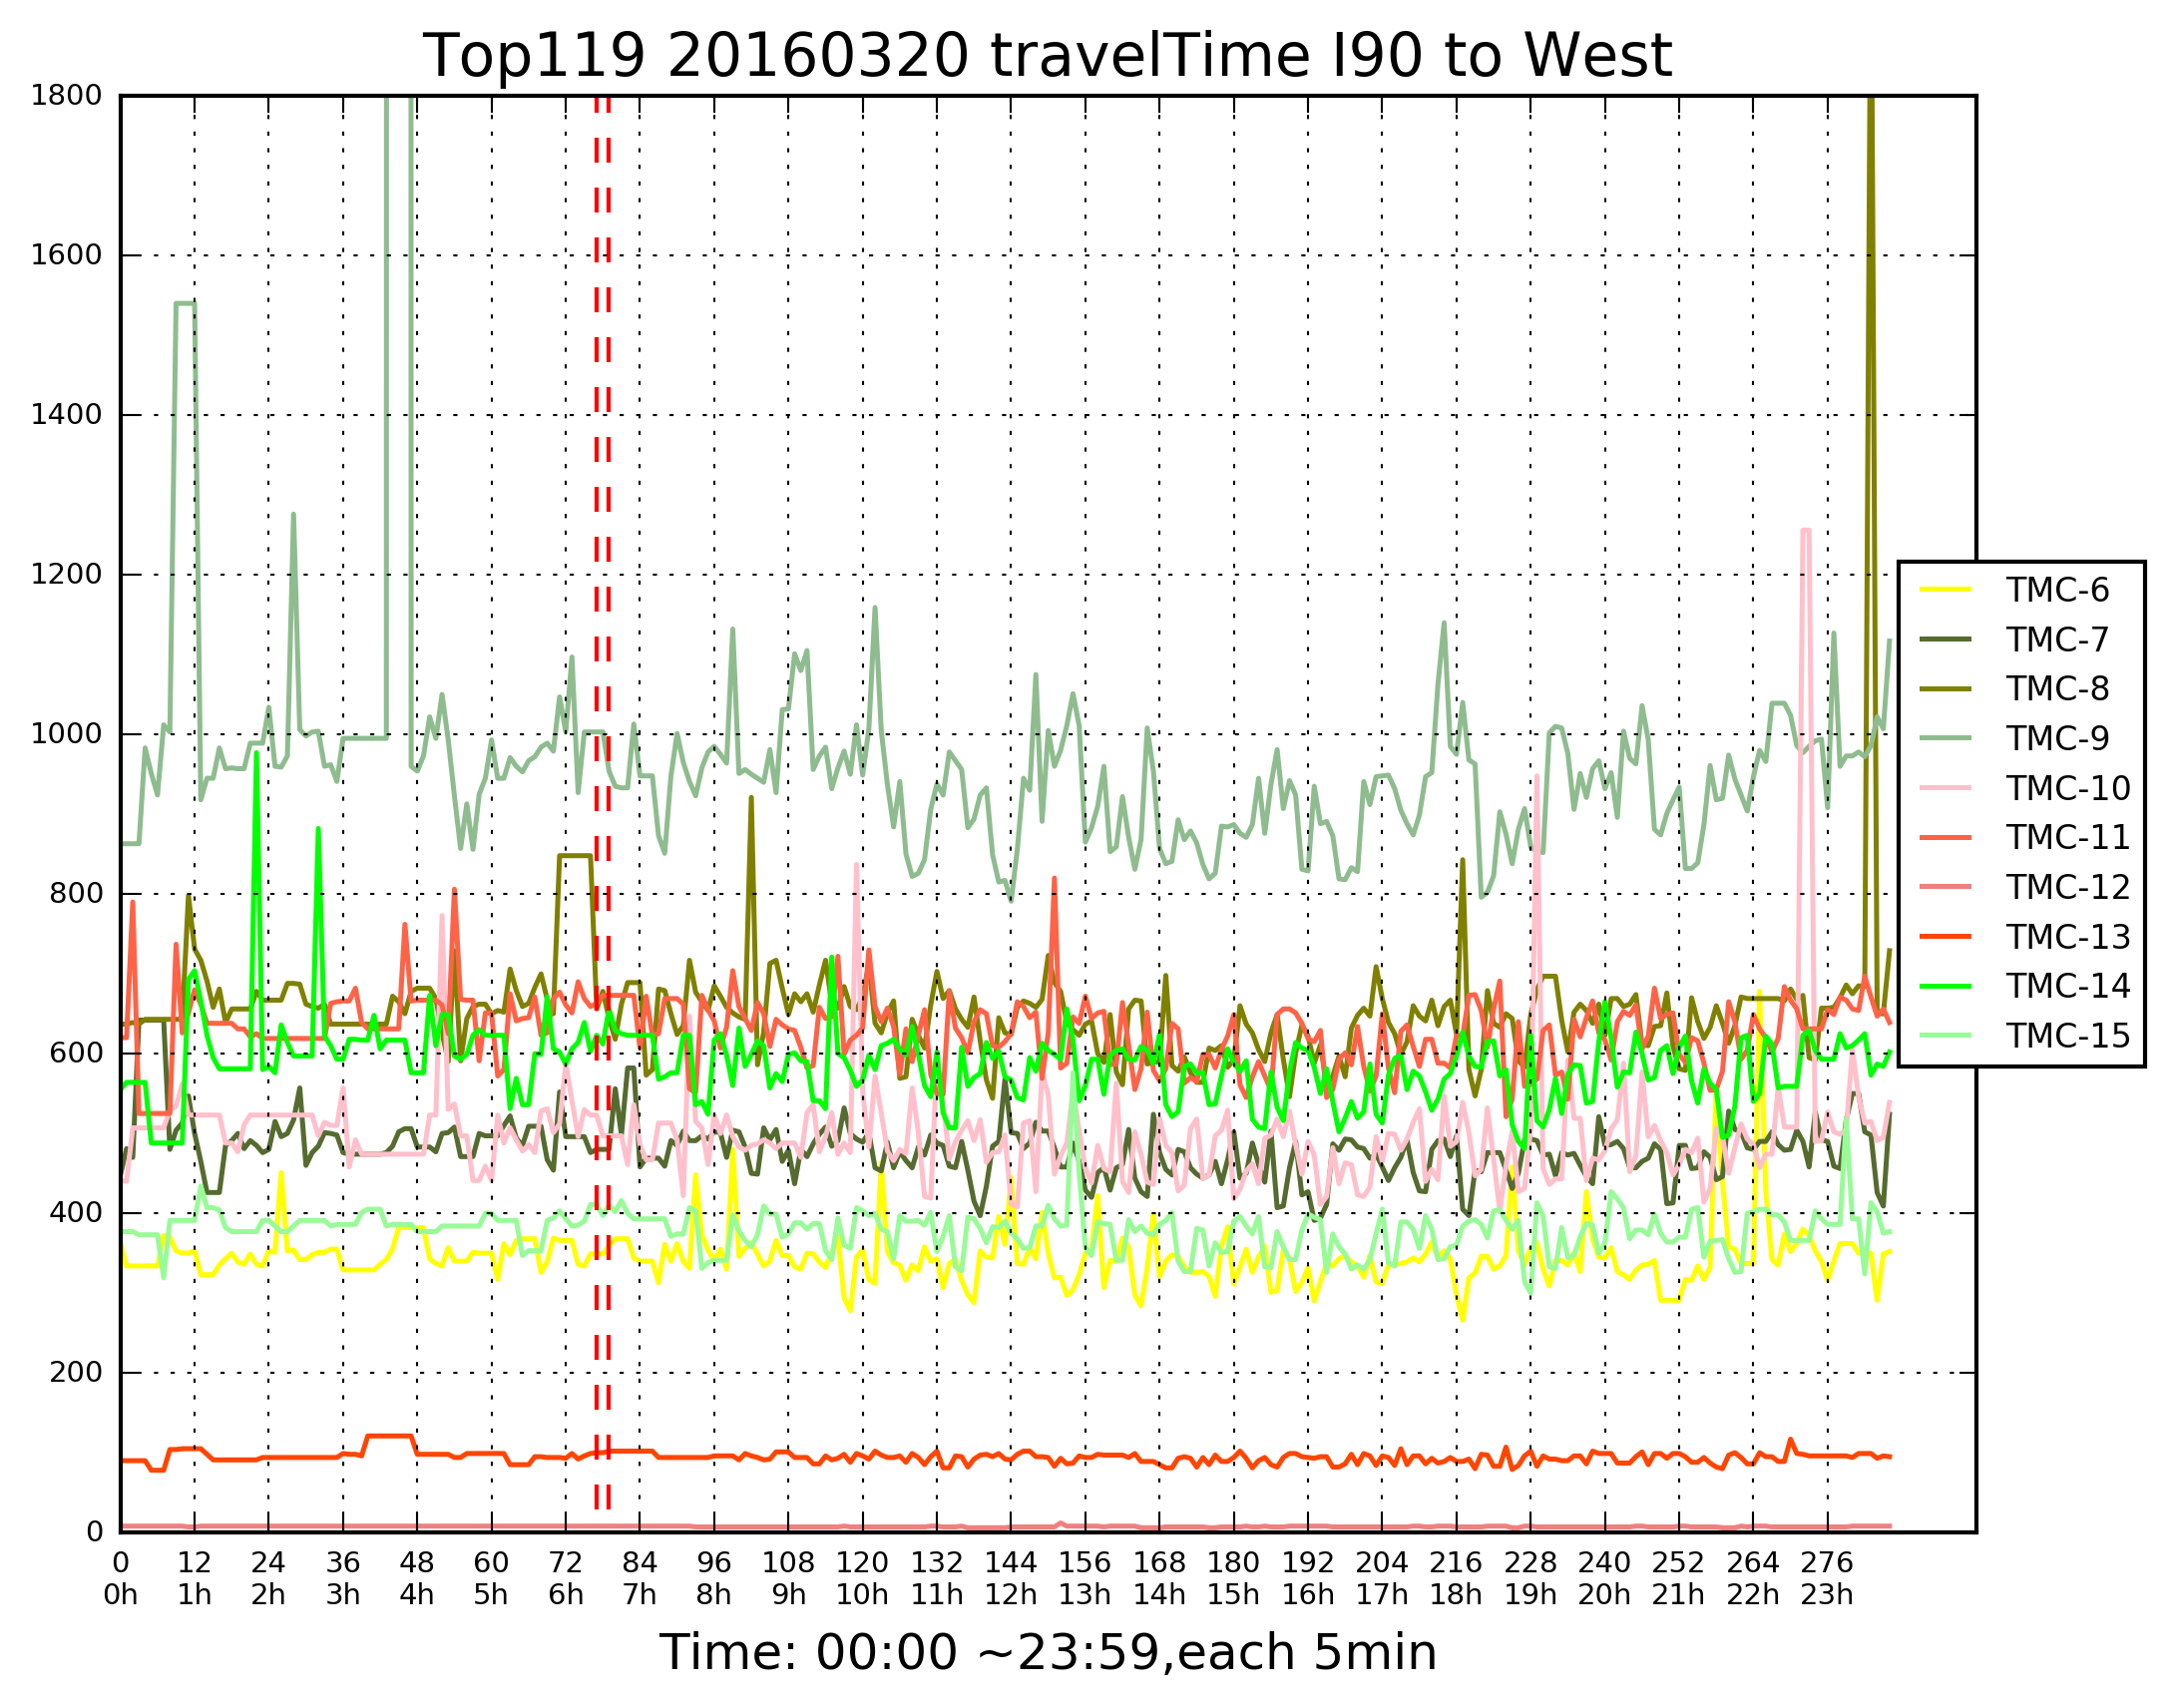 Top119 20160320 travelTime I90 to West
1800
1600
1400
1200
1000
800
600
400
200
0
TMC-6
TMC-7
TMC-8
TMC-9
TMC-10
TMC-11
TMC-12
TMC-13
TMC-14
TMC-15
0 12 24 36 48 60 72 84 96 108 120 132 144 156 168 180 192 204 216 228 240 252 264 276
0h 1h 2h 3h 4h 5h 6h 7h 8h 9h 10h 11h 12h 13h 14h 15h 16h 17h 18h 19h 20h 21h 22h 23h
Time: 00:00 ~23:59,each 5min